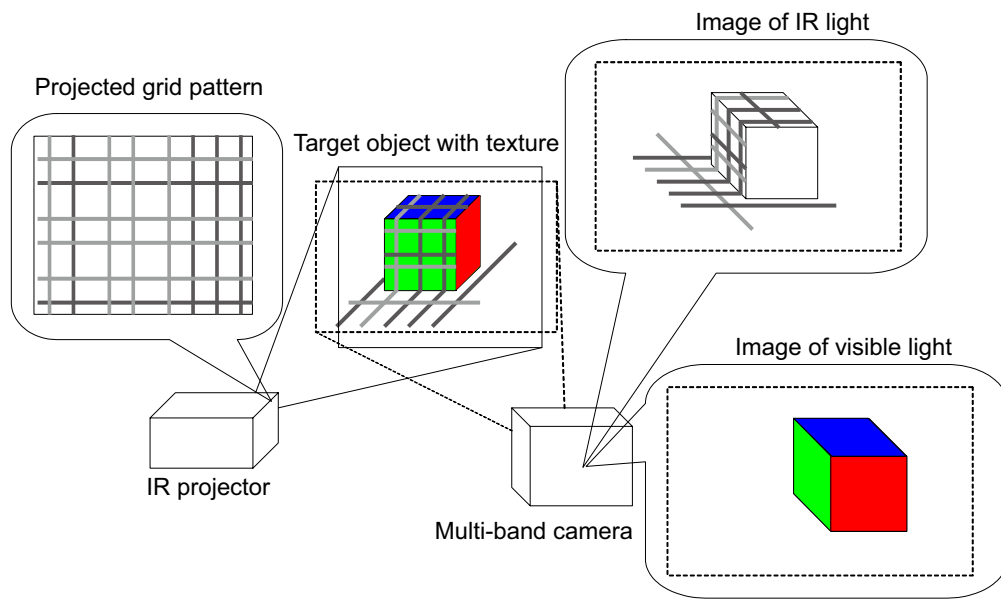 Image of IR light
Projected grid pattern
Target object with texture
Image of visible light
IR projector
Multi-band camera